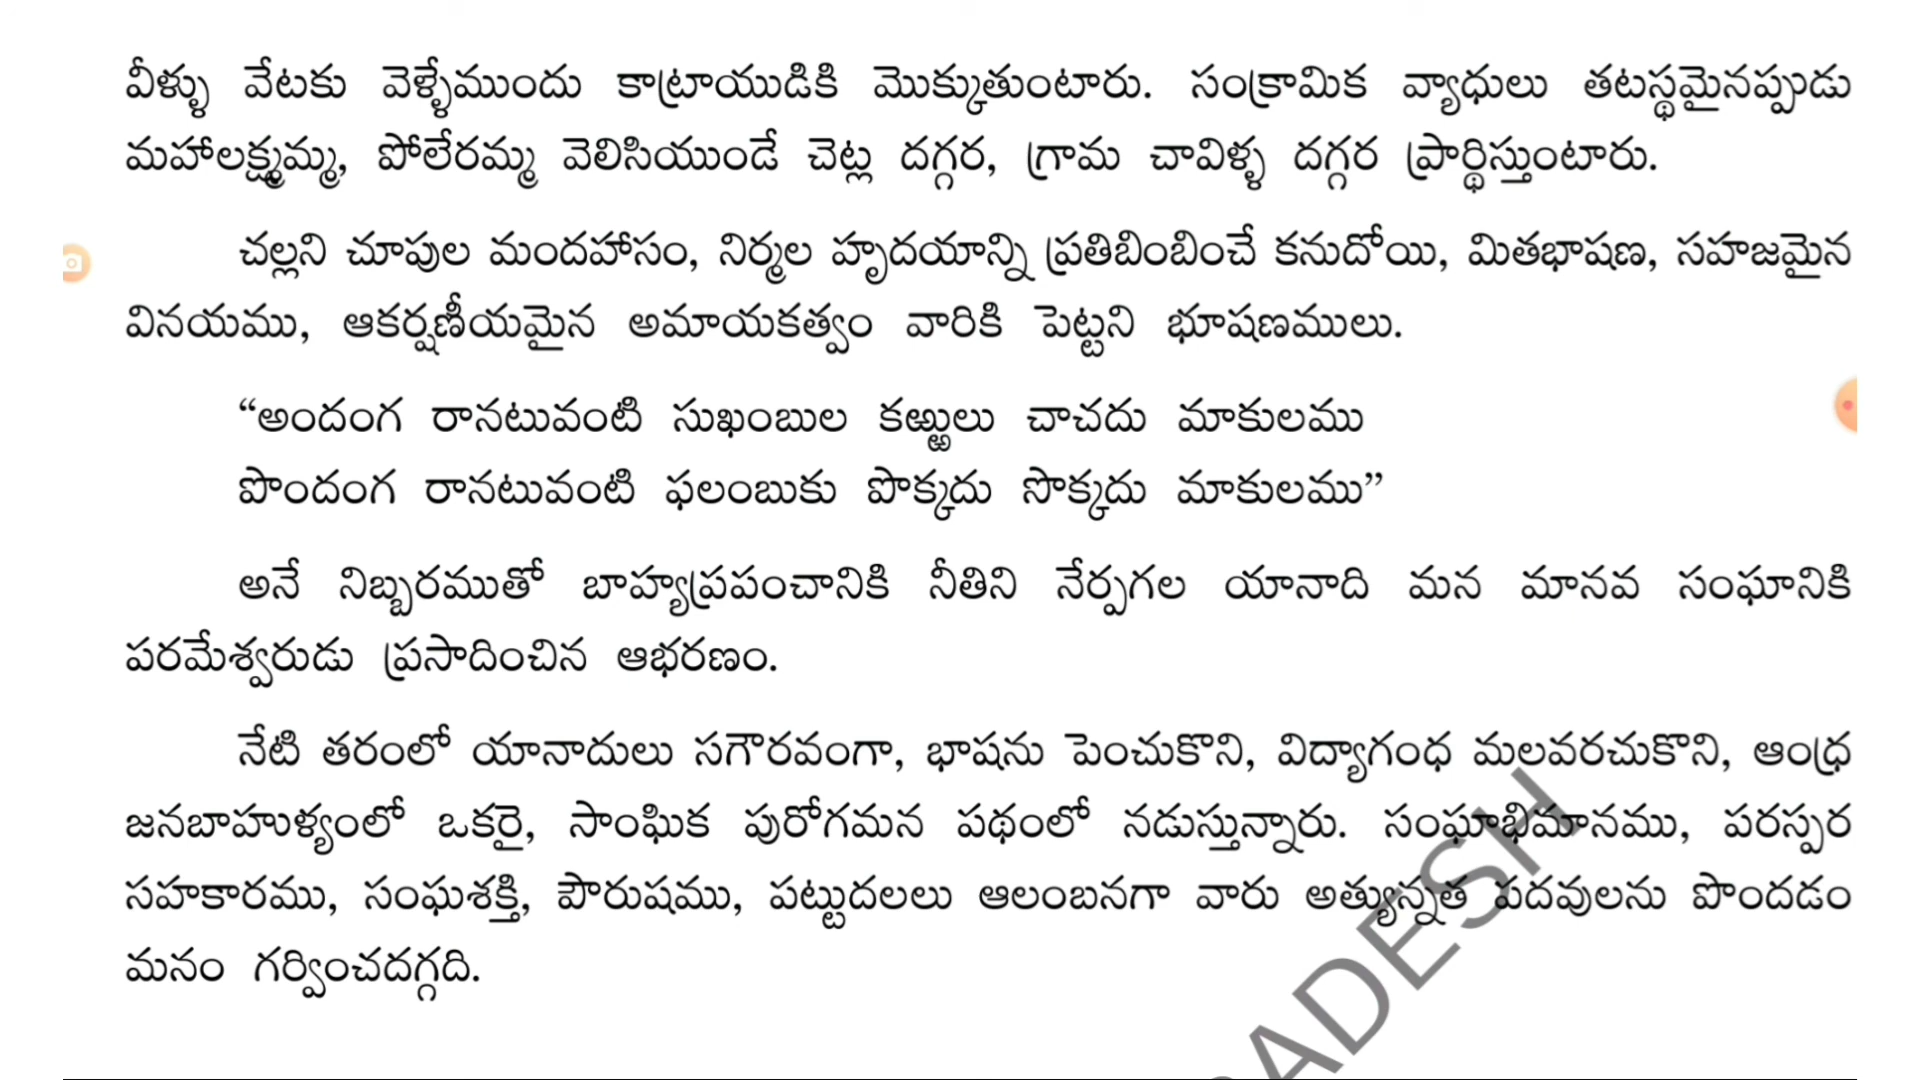 వీళ్ళు వేటకు వెళ్ళేముందు కాట్రాయుడికి మొక్కుతుంటారు. సంక్రామిక వ్యాధులు తటస్థమైనప్పుడు
మహాలక్ష్మమ్మ, పోలేరమ్మ వెలిసియుండే చెట్ల దగ్గర, గ్రామ చావిళ్ళ దగ్గర ప్రార్థిస్తుంటారు.
చల్లని చూపుల మందహాసం, నిర్మల హృదయాన్ని ప్రతిబింబించే కనుదోయి, మితభాషణ, సహజమైన
వినయము, ఆకర్షణీయమైన అమాయకత్వం వారికి పెట్టని భూషణములు.
“అందంగ రానటువంటి సుఖంబుల కఱ్ఱులు చాచదు మాకులము
పొందంగ రానటువంటి ఫలంబుకు పొక్కదు సొక్కదు మాకులము”
అనే నిబ్బరముతో బాహ్యప్రపంచానికి నీతిని నేర్పగల యానాది మన మానవ సంఘానికి
పరమేశ్వరుడు ప్రసాదించిన ఆభరణం.
నేటి తరంలో యానాదులు సగౌరవంగా, భాషను పెంచుకొని, విద్యాగంధ మలవరచుకొని, ఆంధ్ర
జనబాహుళ్యంలో ఒకరై, సాంఘిక పురోగమన పథంలో నడుస్తున్నారు. సంఘాభిమానము, పరస్పర
సహకారము, సంఘశక్తి, పౌరుషము, పట్టుదలలు ఆలంబనగా వారు అత్యున్నత పదవులను పొందడం
మనం గర్వించదగ్గది.
ADESH